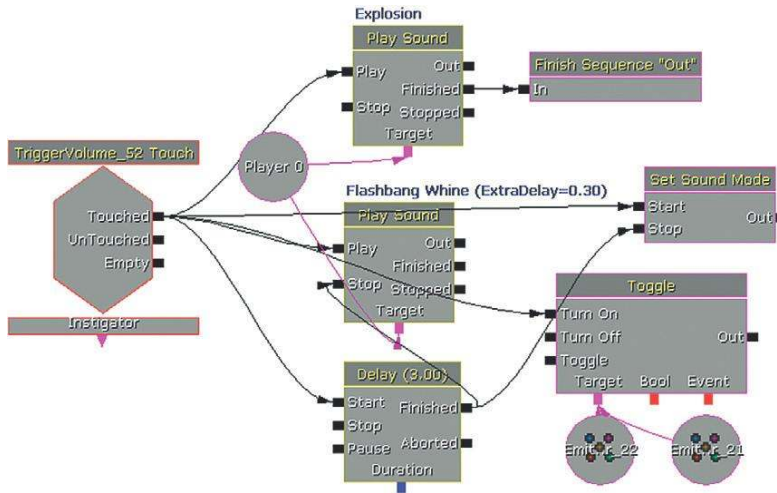 Explosion
Play Sound
Play
Out
Finished
Stop
Stopped
Target
Finish Sequence "Out"
In
TriggerVolume_52 Touch
Touched
UnTouched
Empty
Instigator
Player 0
Flashbang Whine (ExtraDelay=0.30)
Play Sound
Play
Out
Finished
Stop
Stopped
Target
Set Sound Mode
Start
Out
Stop
Toggle
Turn On
Turn Off
Out
Toggle
Target
Bool
Event
Delay (3.00)
Start
Finished
Stop
Aborted
Pause
Duration
Emitter_22
Emitter_21